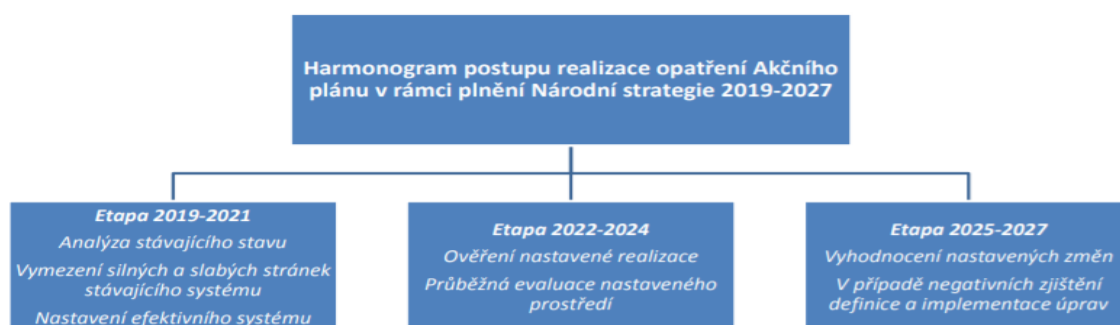 Harmonogram postupu realizace opatření Akčního
plánu v rámci plnění Národní strategie 2019-2027
Etapa 2019-2021
Analýza stávajícího stavu
Vymezení silných a slabých stránek
stávajícího systému
Nastavení efektivního systému
Etapa 2022-2024
Ověření nastavené realizace
Průběžná evaluace nastaveného
prostředí
Etapa 2025-2027
Vyhodnocení nastavených změn
V případě negativních zjištění
definice a implementace úprav